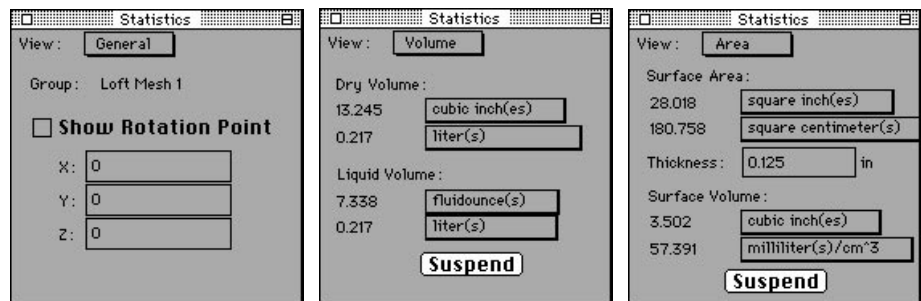 Statistics
View: General
Group: Loft Mesh 1
Show Rotation Point
X: 0
Y: 0
Z: 0
Statistics
View: Volume
Dry Volume:
13.245 cubic inch(es)
0.217 liter(s)
Liquid Volume:
7.338 fluidounce(s)
0.217 liter(s)
Suspend
Statistics
View: Area
Surface Area:
28.018 square inch(es)
180.758 square centimeter(s)
Thickness: 0.125 in
Surface Volume:
3.502 cubic inch(es)
57.391 milliliter(s)/cm^3
Suspend